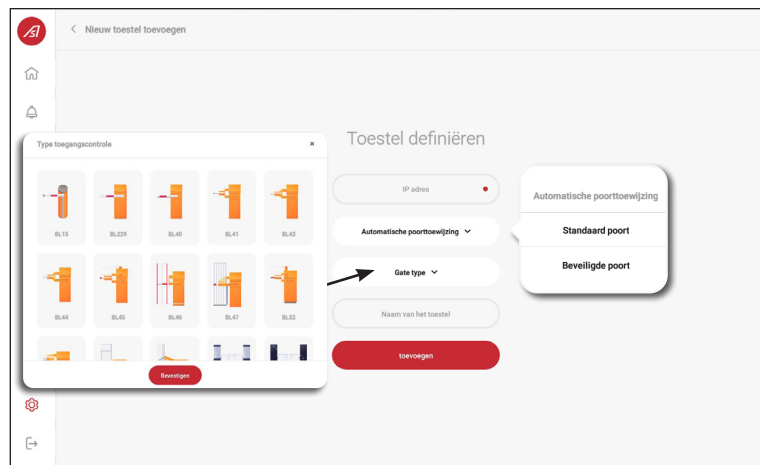 Nieuw toestel toevoegen
Type toegangscontrole
×
BL15
BL229
BL40
BL41
BL43
BL44
BL45
BL46
BL47
BL52
Bevestigen
Toestel definiëren
IP adres
Automatische poorttoewijzing
Gate type
Naam van het toestel
toevoegen
Automatische poorttoewijzing
Standaard poort
Beveiligde poort